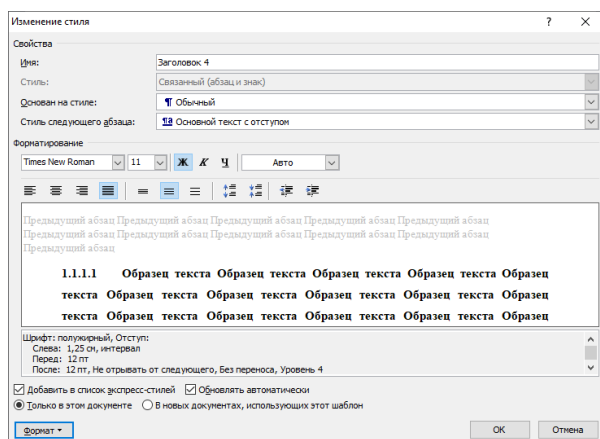 Изменение стиля ? ×
Свойства
Имя: Заголовок 4
Стиль: Связанный (абзац и знак)
Основан на стиле: ¶ Обычный
Стиль следующего абзаца: ¶a Основной текст с отступом
Форматирование
Times New Roman 11 Ж К Ч Авто
Предыдущий абзац Предыдущий абзац Предыдущий абзац Предыдущий абзац Предыдущий абзац
Предыдущий абзац Предыдущий абзац Предыдущий абзац Предыдущий абзац Предыдущий абзац
Предыдущий абзац
1.1.1.1 Образец текста Образец текста Образец текста Образец текста Образец
текста Образец текста Образец текста Образец текста Образец текста Образец
текста Образец текста Образец текста Образец текста Образец текста Образец
Шрифт: полужирный, Отступ:
Слева: 1,25 см, интервал
Перед: 12 пт
После: 12 пт, Не отрывать от следующего, Без переноса, Уровень 4
Добавить в список экспресс-стилей Обновлять автоматически
Только в этом документе В новых документах, использующих этот шаблон
Формат ОК Отмена